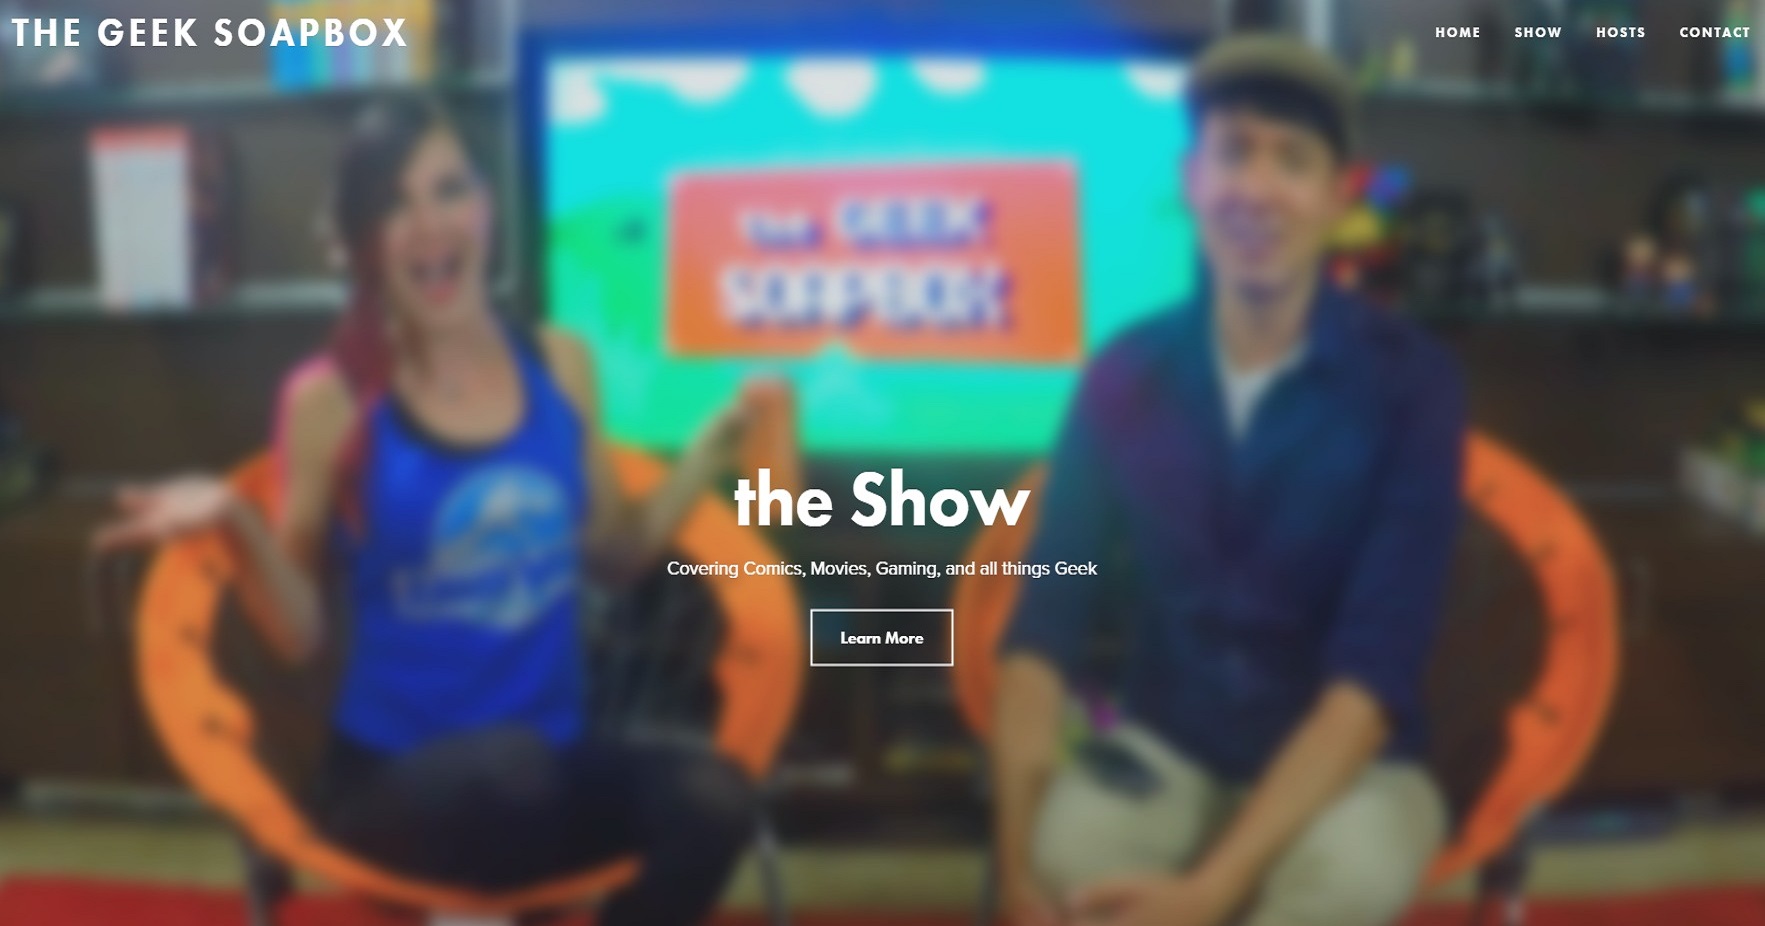 THE GEEK SOAPBOX
HOME SHOW HOSTS CONTACT
THE GEEK
SOAPBOX
the Show
Covering Comics, Movies, Gaming, and all things Geek
Learn More